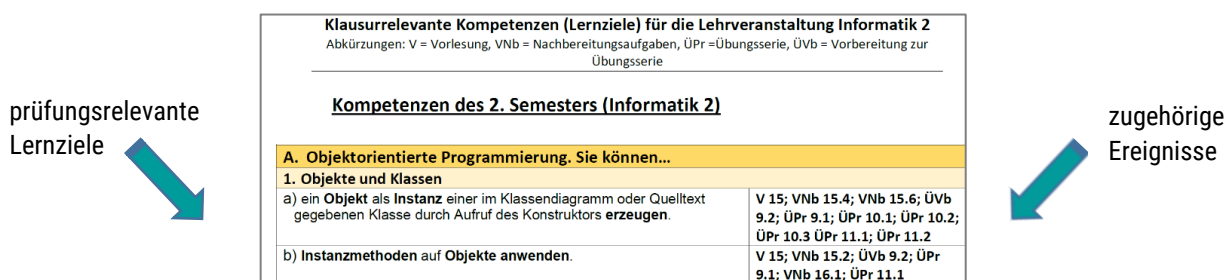 Klausurrelevante Kompetenzen (Lernziele) für die Lehrveranstaltung Informatik 2
Abkürzungen: V = Vorlesung, VNb = Nachbereitungsaufgaben, ÜPr =Übungsserie, ÜVb = Vorbereitung zur
Übungsserie
prüfungsrelevante
Lernziele
Kompetenzen des 2. Semesters (Informatik 2)
zugehörige
Ereignisse
A. Objektorientierte Programmierung. Sie können...
1. Objekte und Klassen
a) ein Objekt als Instanz einer im Klassendiagramm oder Quelltext
gegebenen Klasse durch Aufruf des Konstruktors erzeugen.
V 15; VNb 15.4; VNb 15.6; ÜVb
9.2; ÜPr 9.1; ÜPr 10.1; ÜPr 10.2;
ÜPr 10.3 ÜPr 11.1; ÜPr 11.2
b) Instanzmethoden auf Objekte anwenden.
V 15; VNb 15.2; ÜVb 9.2; ÜPr
9.1; VNb 16.1; ÜPr 11.1